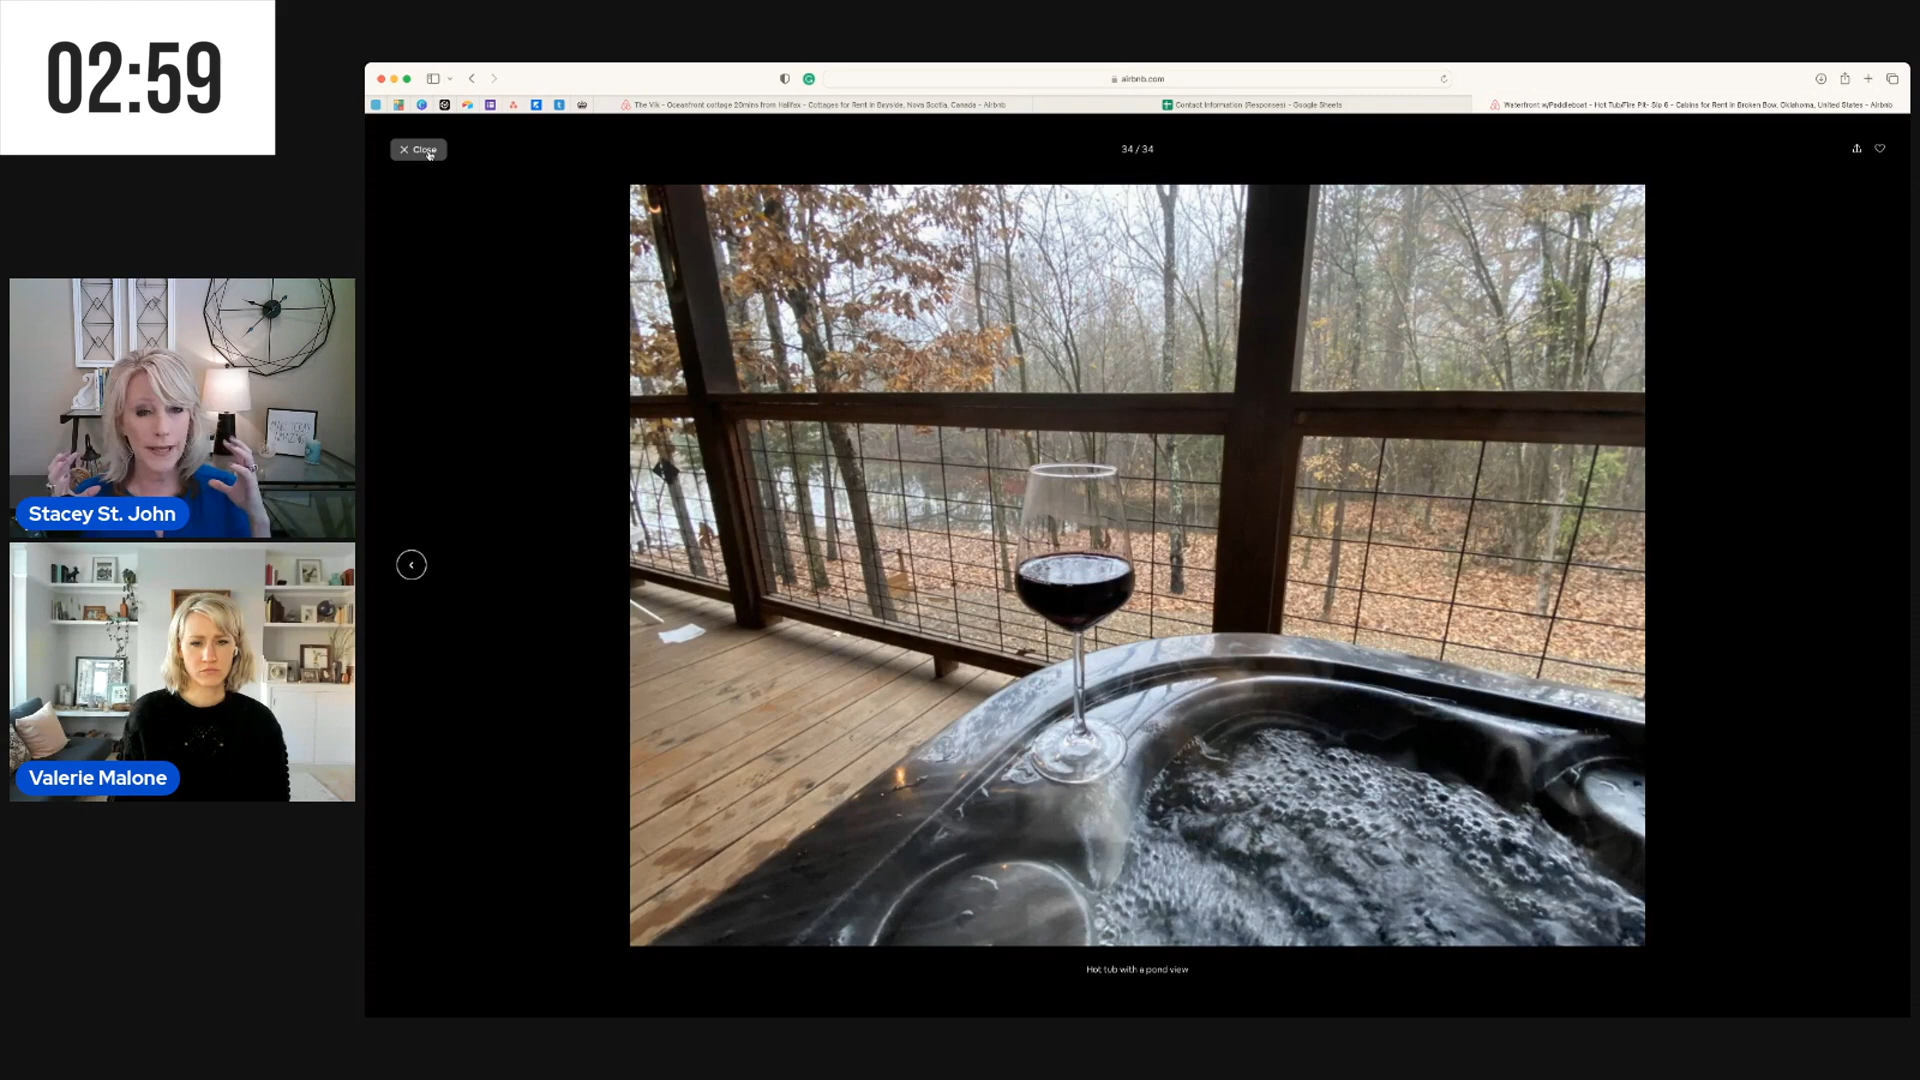 02:59
airbnb.com
The Vik - Oceanfront cottage 20mins from Halifax - Cottages for Rent in Bayside, Nova Scotia, Canada - Airbnb
Contact Information (Responses) - Google Sheets
Waterfront w/Paddleboat - Hot Tub/Fire Pit- Slp 6 - Cabins for Rent in Broken Bow, Oklahoma, United States - Airbnb
Close
34 / 34
Stacey St. John
Valerie Malone
Hot tub with a pond view